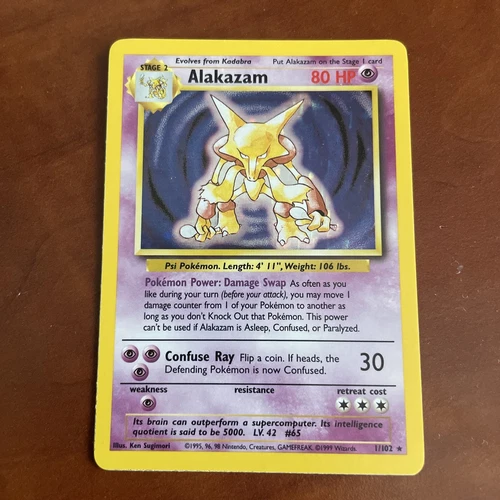 Evolves from Kadabra Put Alakazam on the Stage 1 card
STAGE 2
Alakazam 80 HP
Psi Pokémon. Length: 4' 11", Weight: 106 lbs.
Pokémon Power: Damage Swap As often as you
like during your turn (before your attack), you may move 1
damage counter from 1 of your Pokémon to another as
long as you don't Knock Out that Pokémon. This power
can't be used if Alakazam is Asleep, Confused, or Paralyzed.
Confuse Ray Flip a coin. If heads, the
Defending Pokémon is now Confused.
30
weakness resistance retreat cost
Its brain can outperform a supercomputer. Its intelligence
quotient is said to be 5000. LV. 42 #65
Illus. Ken Sugimori ©1995, 96, 98 Nintendo, Creatures, GAMEFREAK. ©1999 Wizards. 1/102 ★